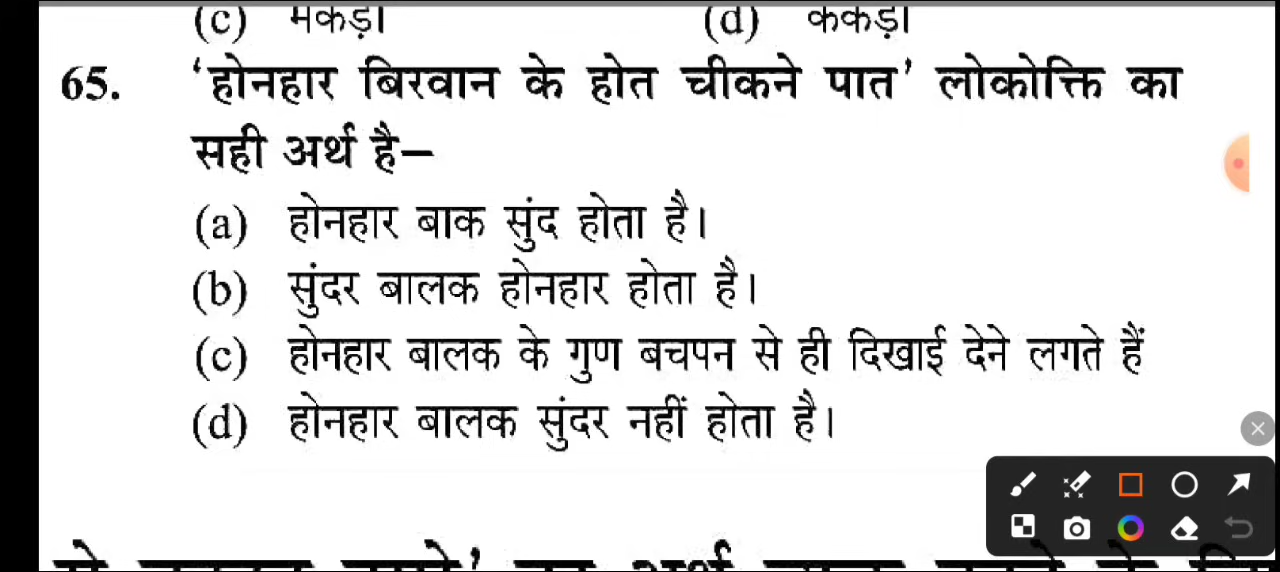 (c) मकड़ी (d) ककड़ी
65. ‘होनहार बिरवान के होत चीकने पात’ लोकोक्ति का
सही अर्थ है–
(a) होनहार बाक सुंद होता है।
(b) सुंदर बालक होनहार होता है।
(c) होनहार बालक के गुण बचपन से ही दिखाई देने लगते हैं
(d) होनहार बालक सुंदर नहीं होता है।